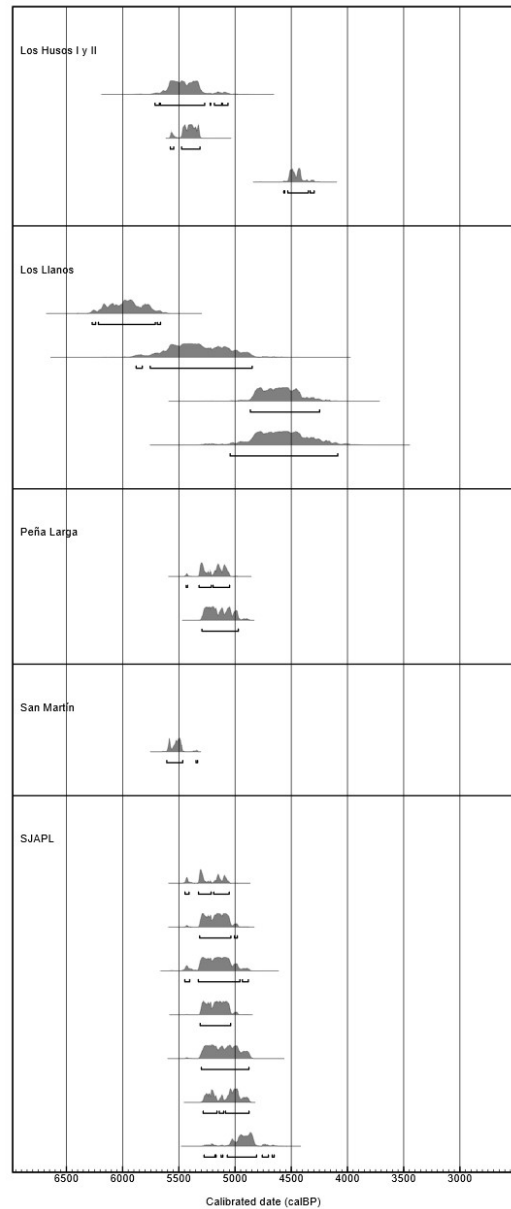 Los Husos I y II
Los Llanos
Peña Larga
San Martín
SJAPL
6500 6000 5500 5000 4500 4000 3500 3000
Calibrated date (calBP)